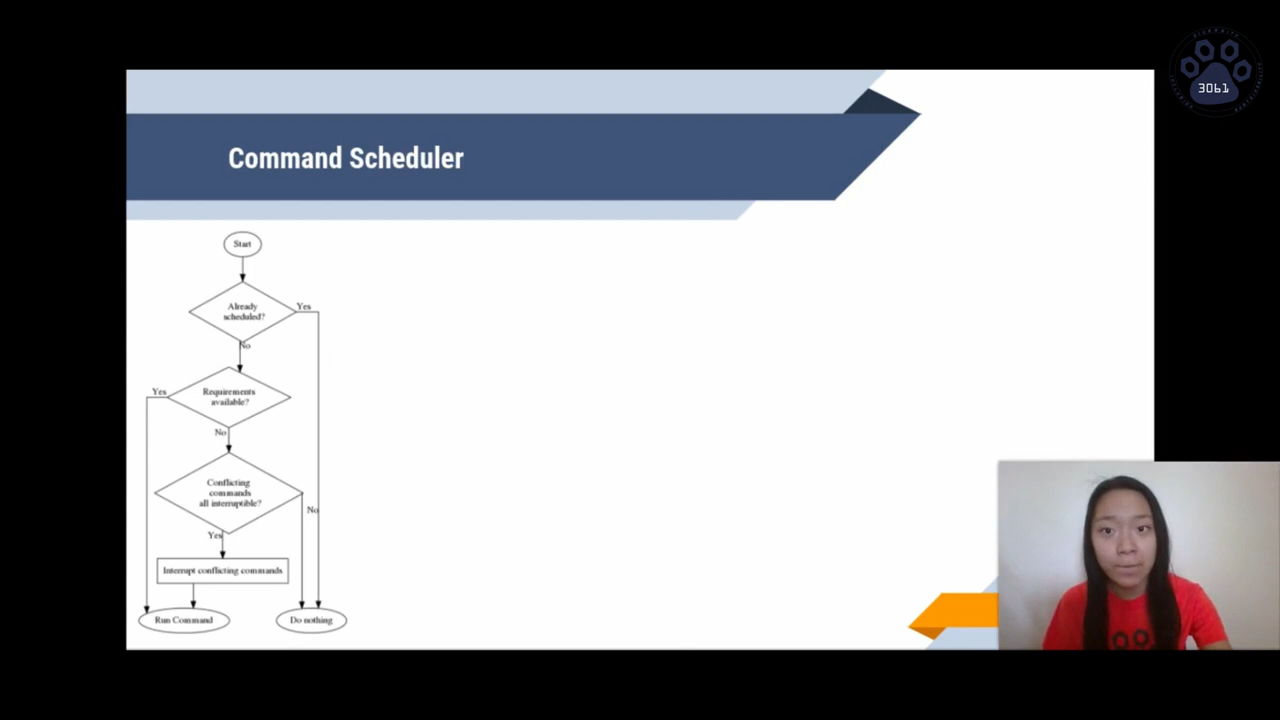 3061
Command Scheduler
Start
Already
scheduled?
Yes
No
Requirements
available?
Yes
No
Conflicting
commands
all interruptible?
No
Yes
Interrupt conflicting commands
Run Command
Do nothing